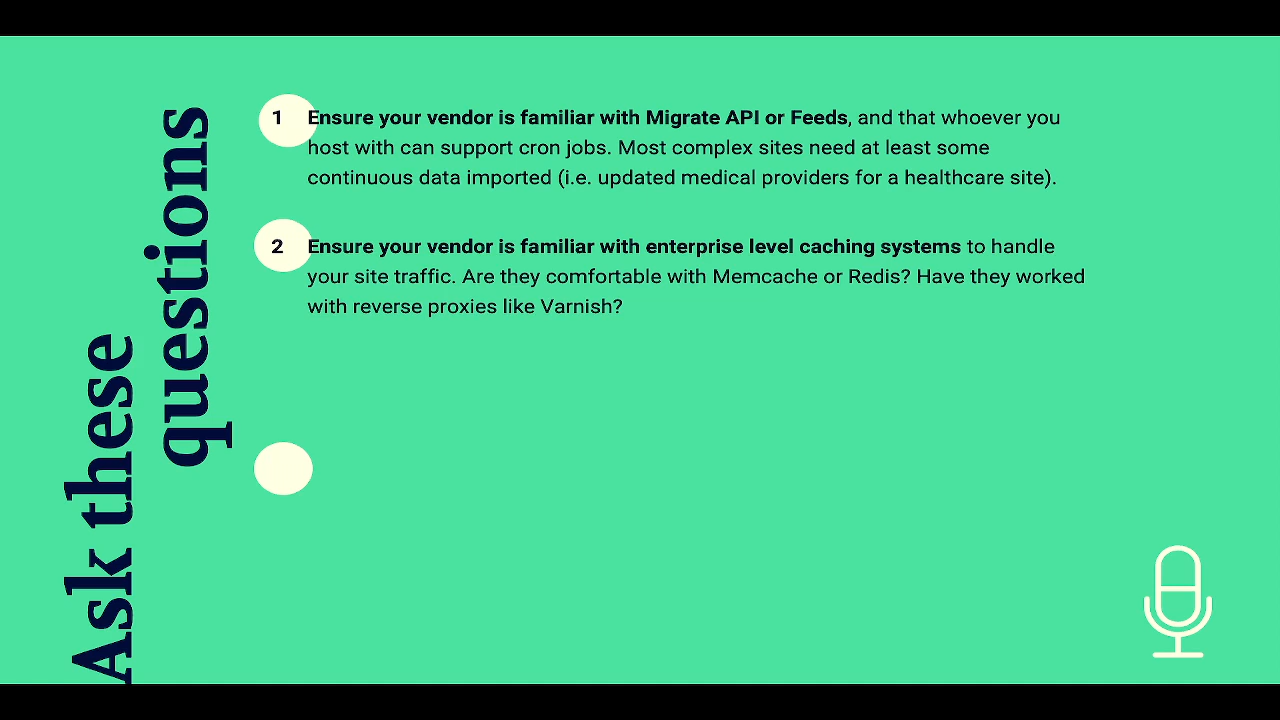 Ask these
questions
1 Ensure your vendor is familiar with Migrate API or Feeds, and that whoever you
host with can support cron jobs. Most complex sites need at least some
continuous data imported (i.e. updated medical providers for a healthcare site).
2 Ensure your vendor is familiar with enterprise level caching systems to handle
your site traffic. Are they comfortable with Memcache or Redis? Have they worked
with reverse proxies like Varnish?